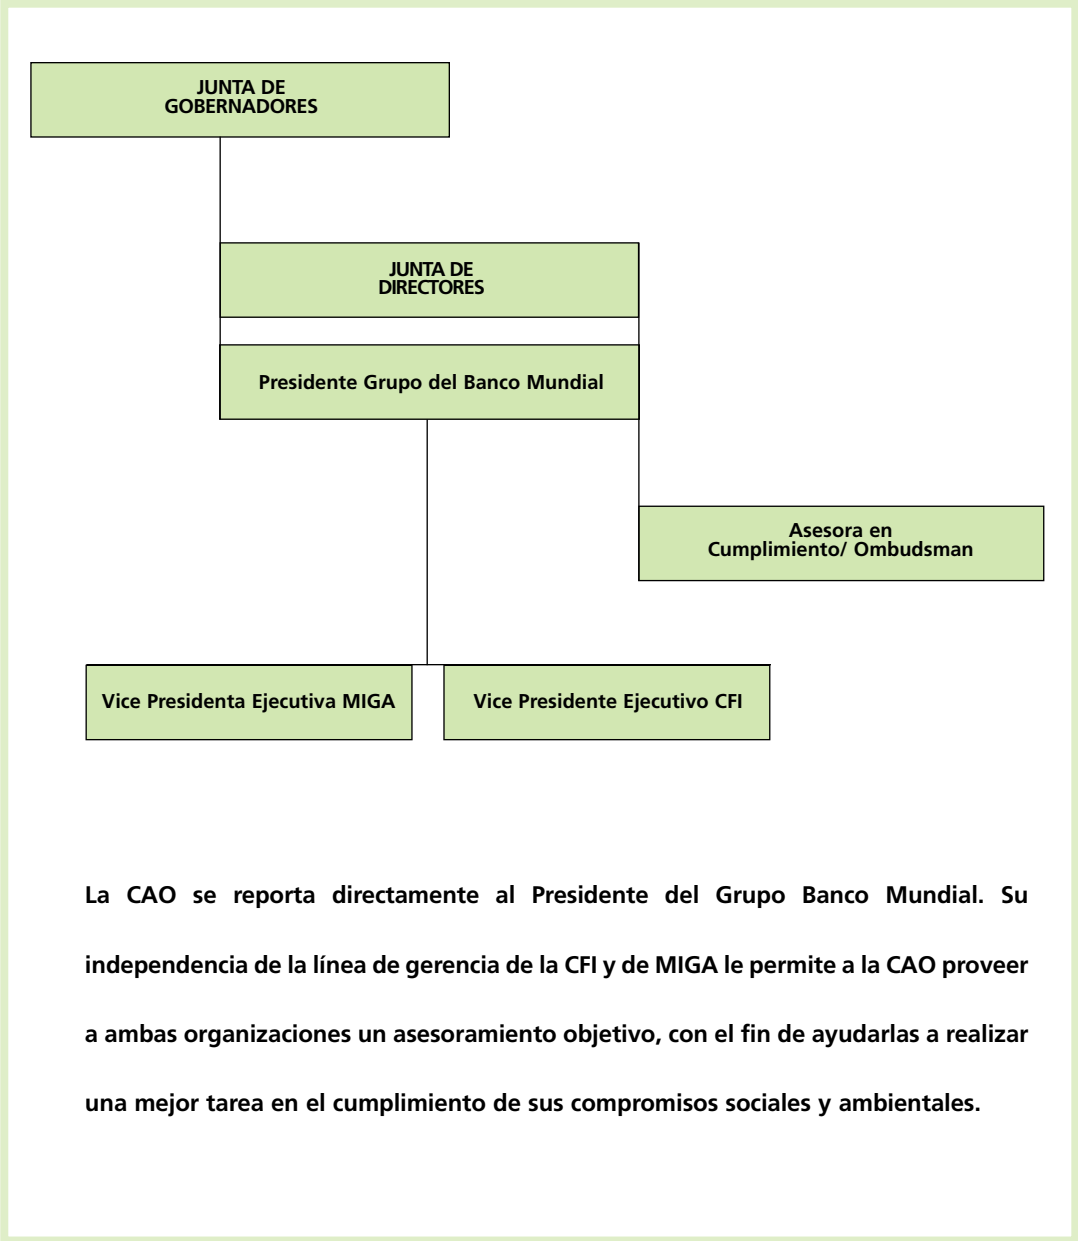 JUNTA DE
GOBERNADORES
JUNTA DE
DIRECTORES
Presidente Grupo del Banco Mundial
Asesora en
Cumplimiento/ Ombudsman
Vice Presidenta Ejecutiva MIGA
Vice Presidente Ejecutivo CFI
La CAO se reporta directamente al Presidente del Grupo Banco Mundial. Su
independencia de la línea de gerencia de la CFI y de MIGA le permite a la CAO proveer
a ambas organizaciones un asesoramiento objetivo, con el fin de ayudarlas a realizar
una mejor tarea en el cumplimiento de sus compromisos sociales y ambientales.